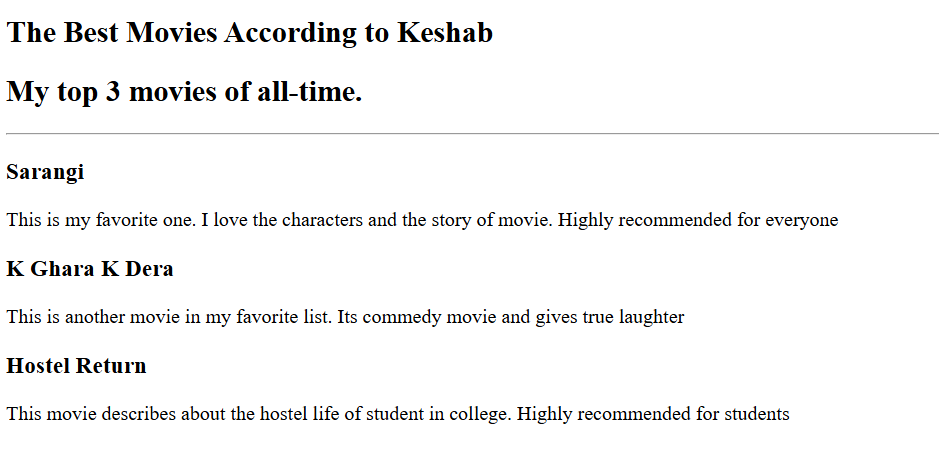 The Best Movies According to Keshab
My top 3 movies of all-time.
Sarangi
This is my favorite one. I love the characters and the story of movie. Highly recommended for everyone
K Ghara K Dera
This is another movie in my favorite list. Its commedy movie and gives true laughter
Hostel Return
This movie describes about the hostel life of student in college. Highly recommended for students